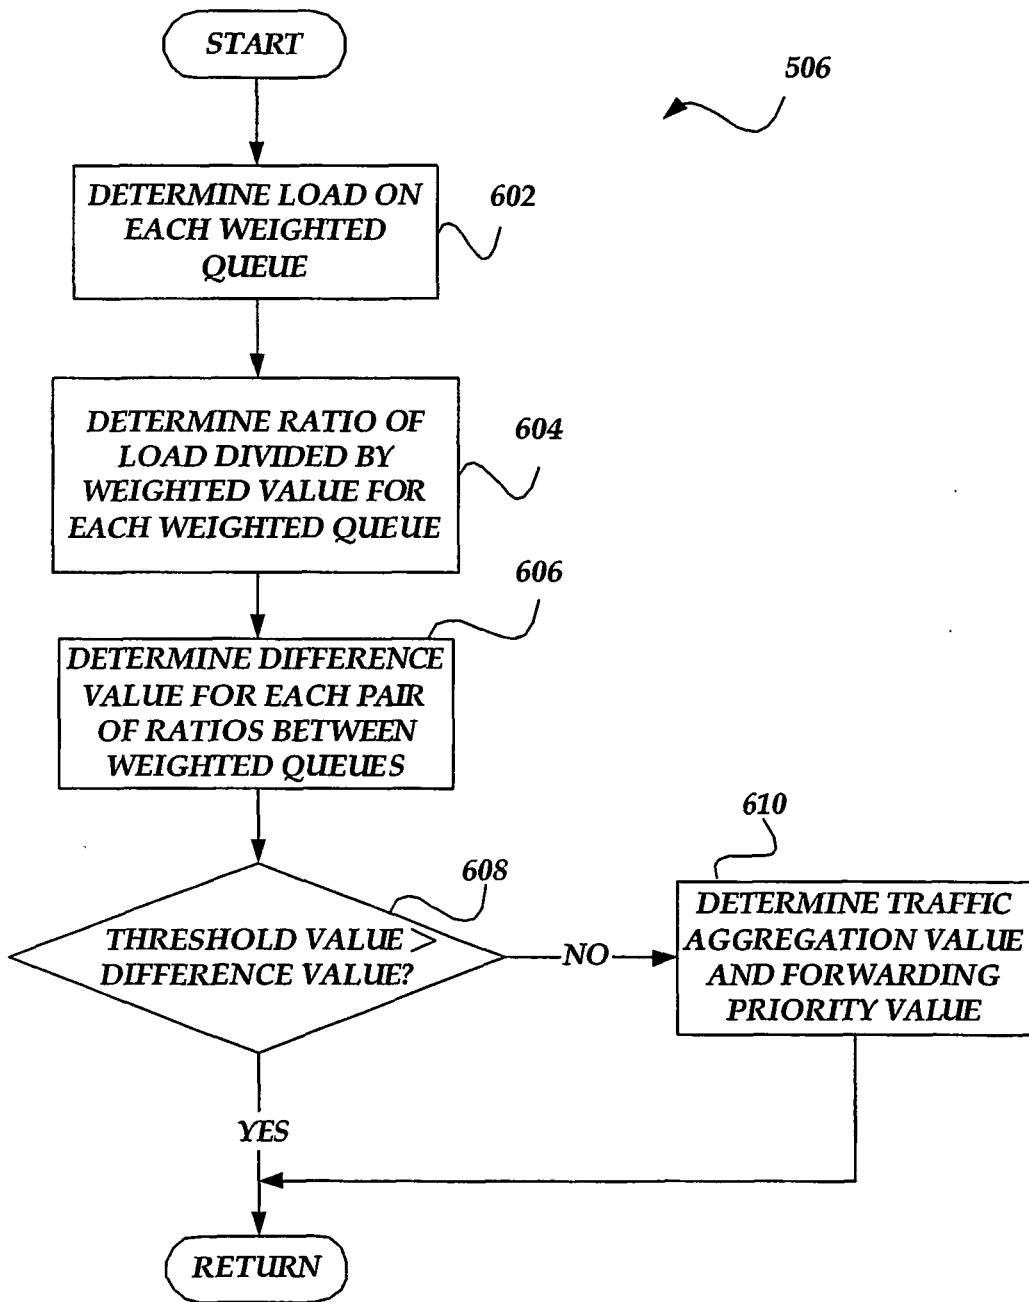 START
506
DETERMINE LOAD ON
EACH WEIGHTED
QUEUE
602
DETERMINE RATIO OF
LOAD DIVIDED BY
WEIGHTED VALUE FOR
EACH WEIGHTED QUEUE
604
606
DETERMINE DIFFERENCE
VALUE FOR EACH PAIR
OF RATIOS BETWEEN
WEIGHTED QUEUES
608
THRESHOLD VALUE >
DIFFERENCE VALUE?
NO
610
DETERMINE TRAFFIC
AGGREGATION VALUE
AND FORWARDING
PRIORITY VALUE
YES
RETURN